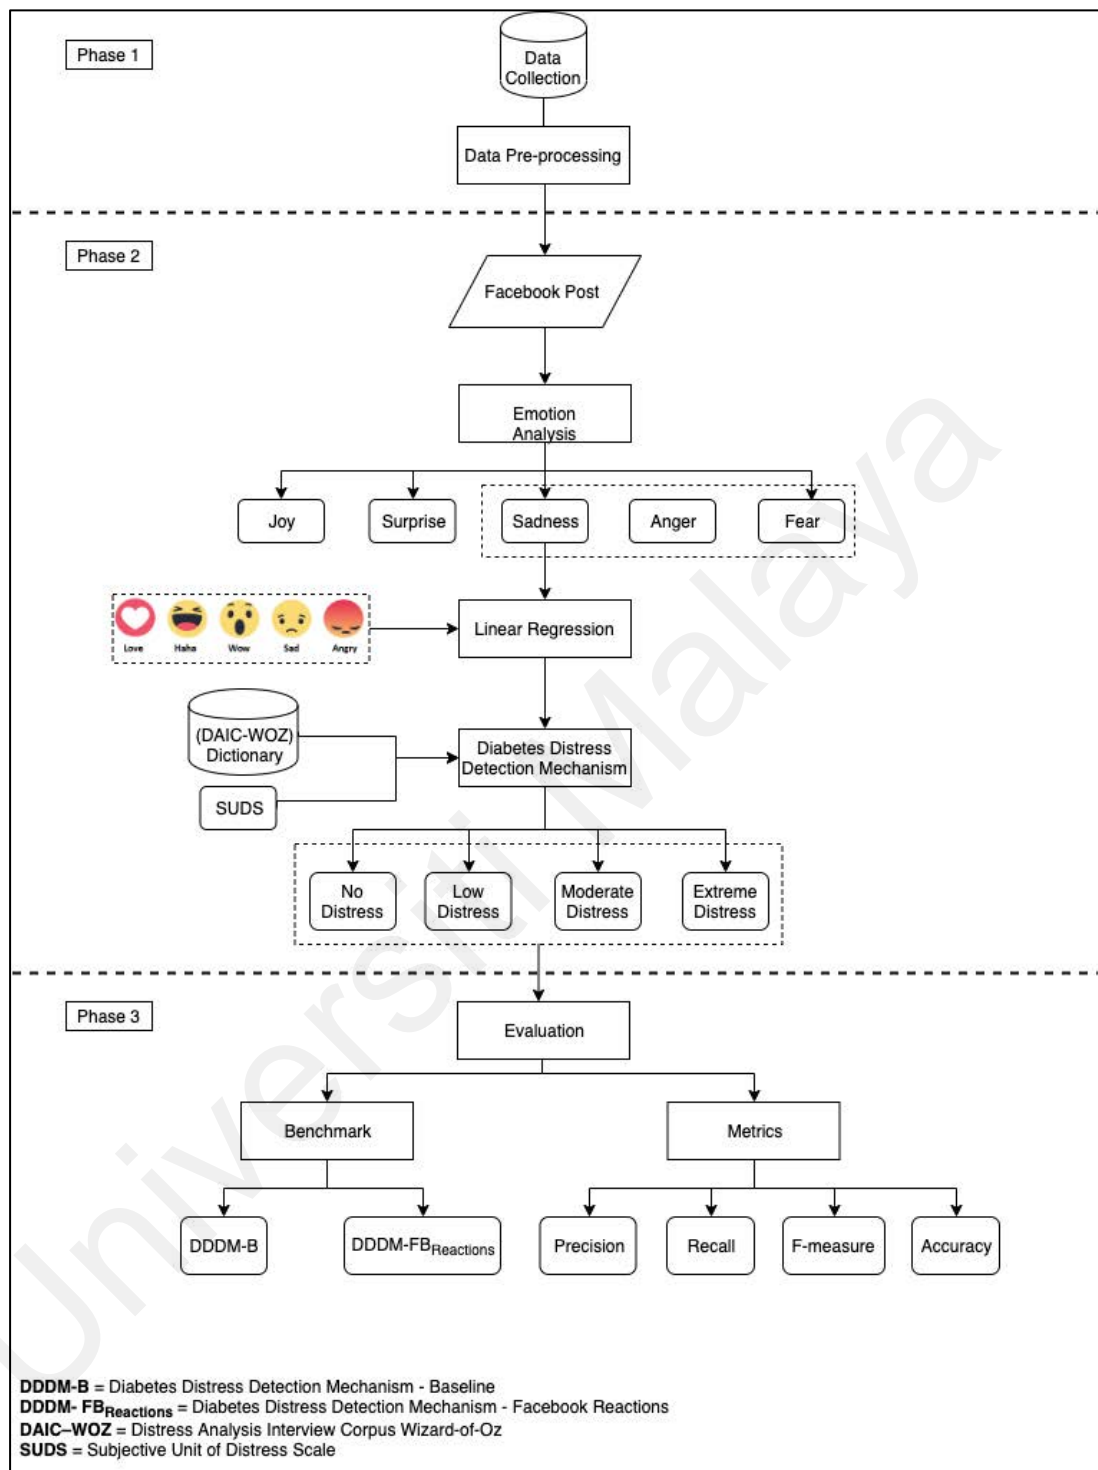 Phase 1
Data
Collection
Data Pre-processing
Phase 2
Facebook Post
Emotion
Analysis
Joy
Surprise
Sadness
Anger
Fear
Love
Haha
Wow
Sad
Angry
Linear Regression
(DAIC-WOZ)
Dictionary
SUDS
Diabetes Distress
Detection Mechanism
No
Distress
Low
Distress
Moderate
Distress
Extreme
Distress
Phase 3
Evaluation
Benchmark
Metrics
DDDM-B
DDDM-FBReactions
Precision
Recall
F-measure
Accuracy
DDDM-B = Diabetes Distress Detection Mechanism - Baseline
DDDM- FBReactions = Diabetes Distress Detection Mechanism - Facebook Reactions
DAIC–WOZ = Distress Analysis Interview Corpus Wizard-of-Oz
SUDS = Subjective Unit of Distress Scale
Universiti Malaya